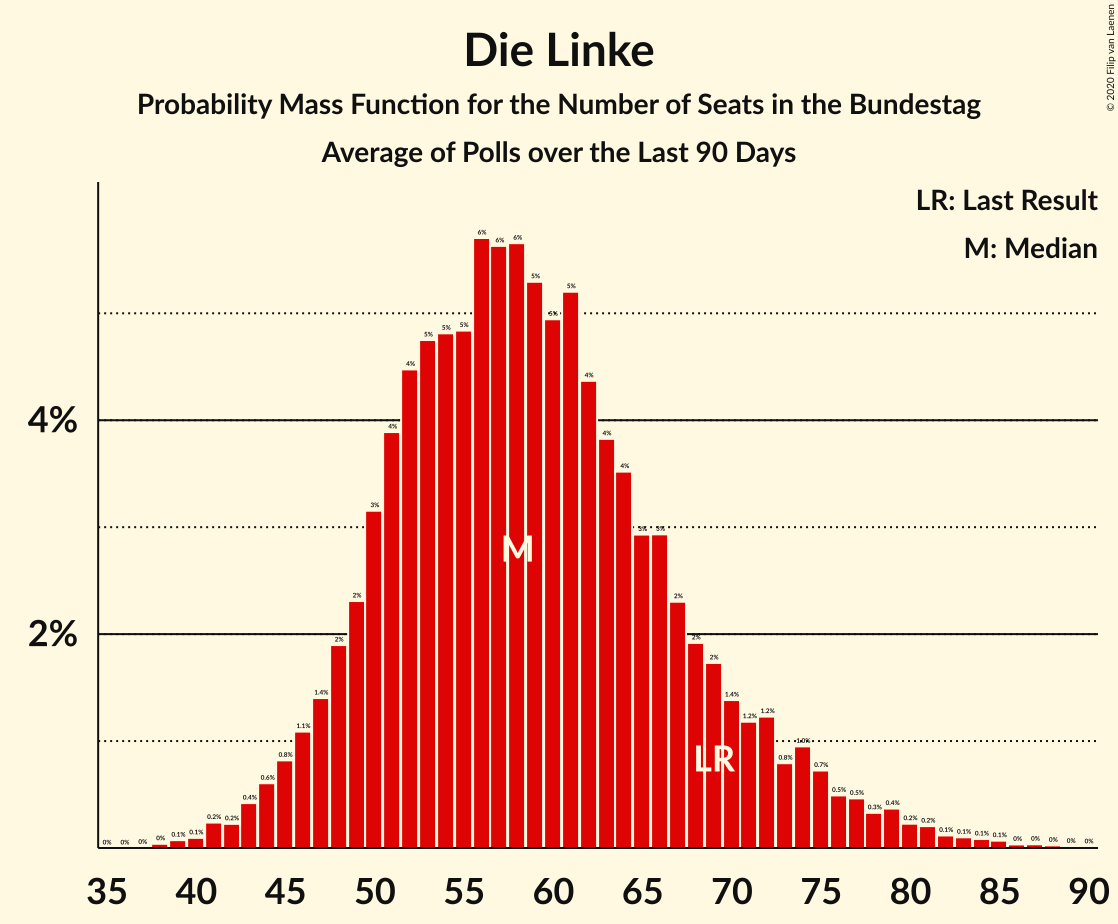 Die Linke
Probability Mass Function for the Number of Seats in the Bundestag
Average of Polls over the Last 90 Days
© 2020 Filip van Laenen
LR: Last Result
M: Median
4%
2%
0% 0% 0% 0% 0.1% 0.1% 0.2% 0.2% 0.4% 0.6% 0.8% 1.1% 1.4% 2% 2% 3% 4% 4% 5% 5% 5% 6% 6% 6% 5% 5% 5% 4% 4% 4% 3% 3% 2% 2% 2% 1.4% 1.2% 1.2% 0.8% 1.0% 0.7% 0.5% 0.5% 0.3% 0.4% 0.2% 0.2% 0.1% 0.1% 0.1% 0.1% 0% 0% 0% 0% 0%
M
LR
35 40 45 50 55 60 65 70 75 80 85 90